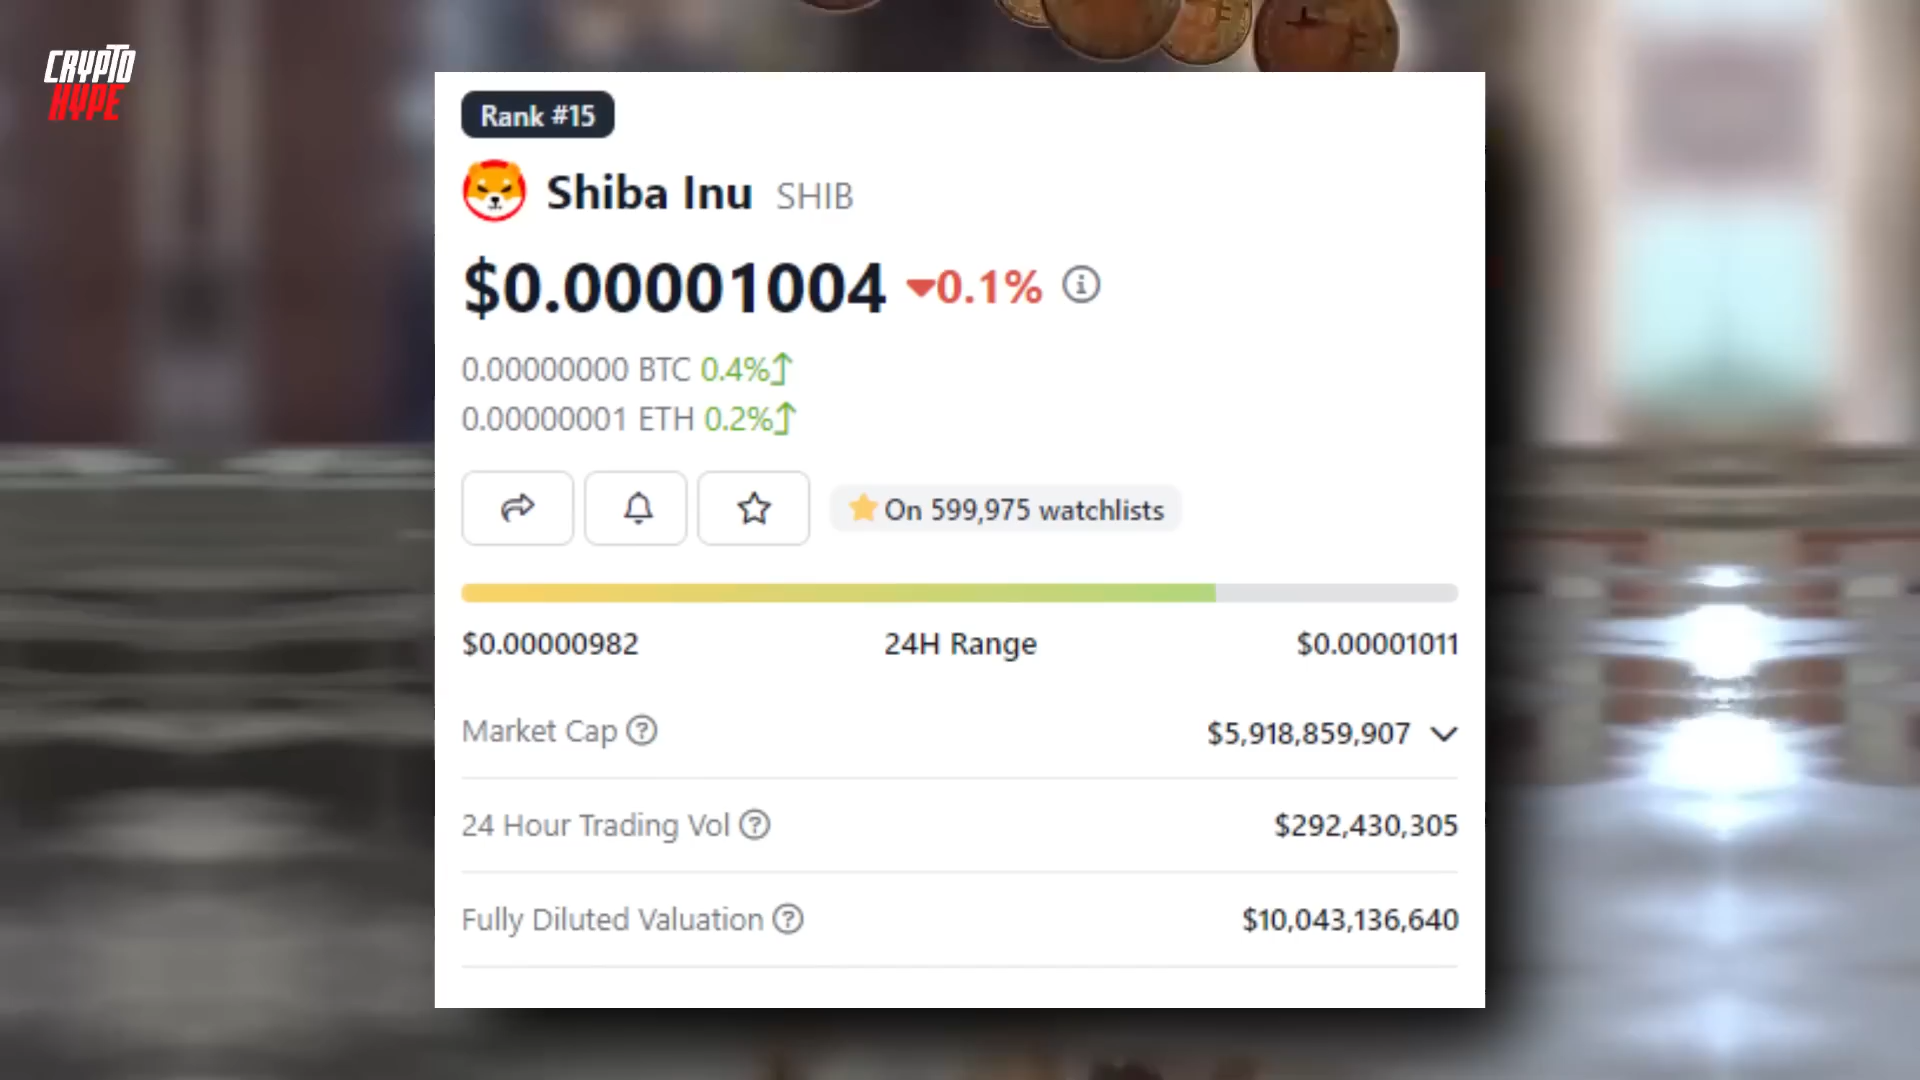 CRYPTO
HYPE
Rank #15
Shiba Inu SHIB
$0.00001004 0.1%
0.00000000 BTC 0.4%
0.00000001 ETH 0.2%
On 599,975 watchlists
$0.00000982 24H Range $0.00001011
Market Cap $5,918,859,907
24 Hour Trading Vol $292,430,305
Fully Diluted Valuation $10,043,136,640